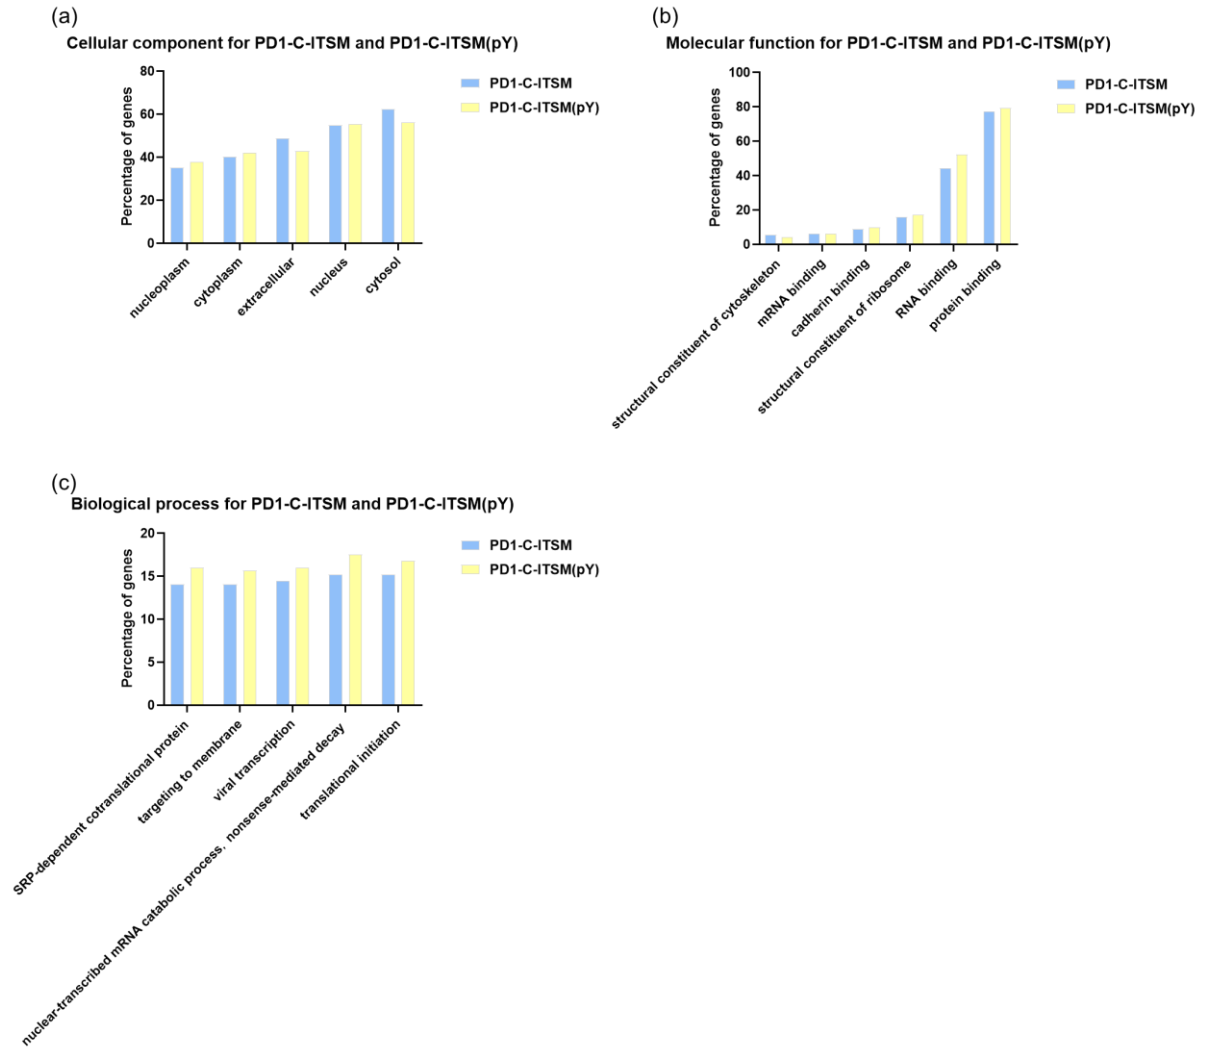 (a)
Cellular component for PD1-C-ITSM and PD1-C-ITSM(pY)
Percentage of genes
80
60
40
20
0
nucleoplasm
cytoplasm
extracellular
nucleus
cytosol
PD1-C-ITSM
PD1-C-ITSM(pY)
(b)
Molecular function for PD1-C-ITSM and PD1-C-ITSM(pY)
Percentage of genes
100
80
60
40
20
0
structural constituent of cytoskeleton
mRNA binding
cadherin binding
structural constituent of ribosome
RNA binding
protein binding
PD1-C-ITSM
PD1-C-ITSM(pY)
(c)
Biological process for PD1-C-ITSM and PD1-C-ITSM(pY)
Percentage of genes
20
15
10
5
0
SRP-dependent cotranslational protein
targeting to membrane
viral transcription
nuclear-transcribed mRNA catabolic process, nonsense-mediated decay
translational initiation
PD1-C-ITSM
PD1-C-ITSM(pY)